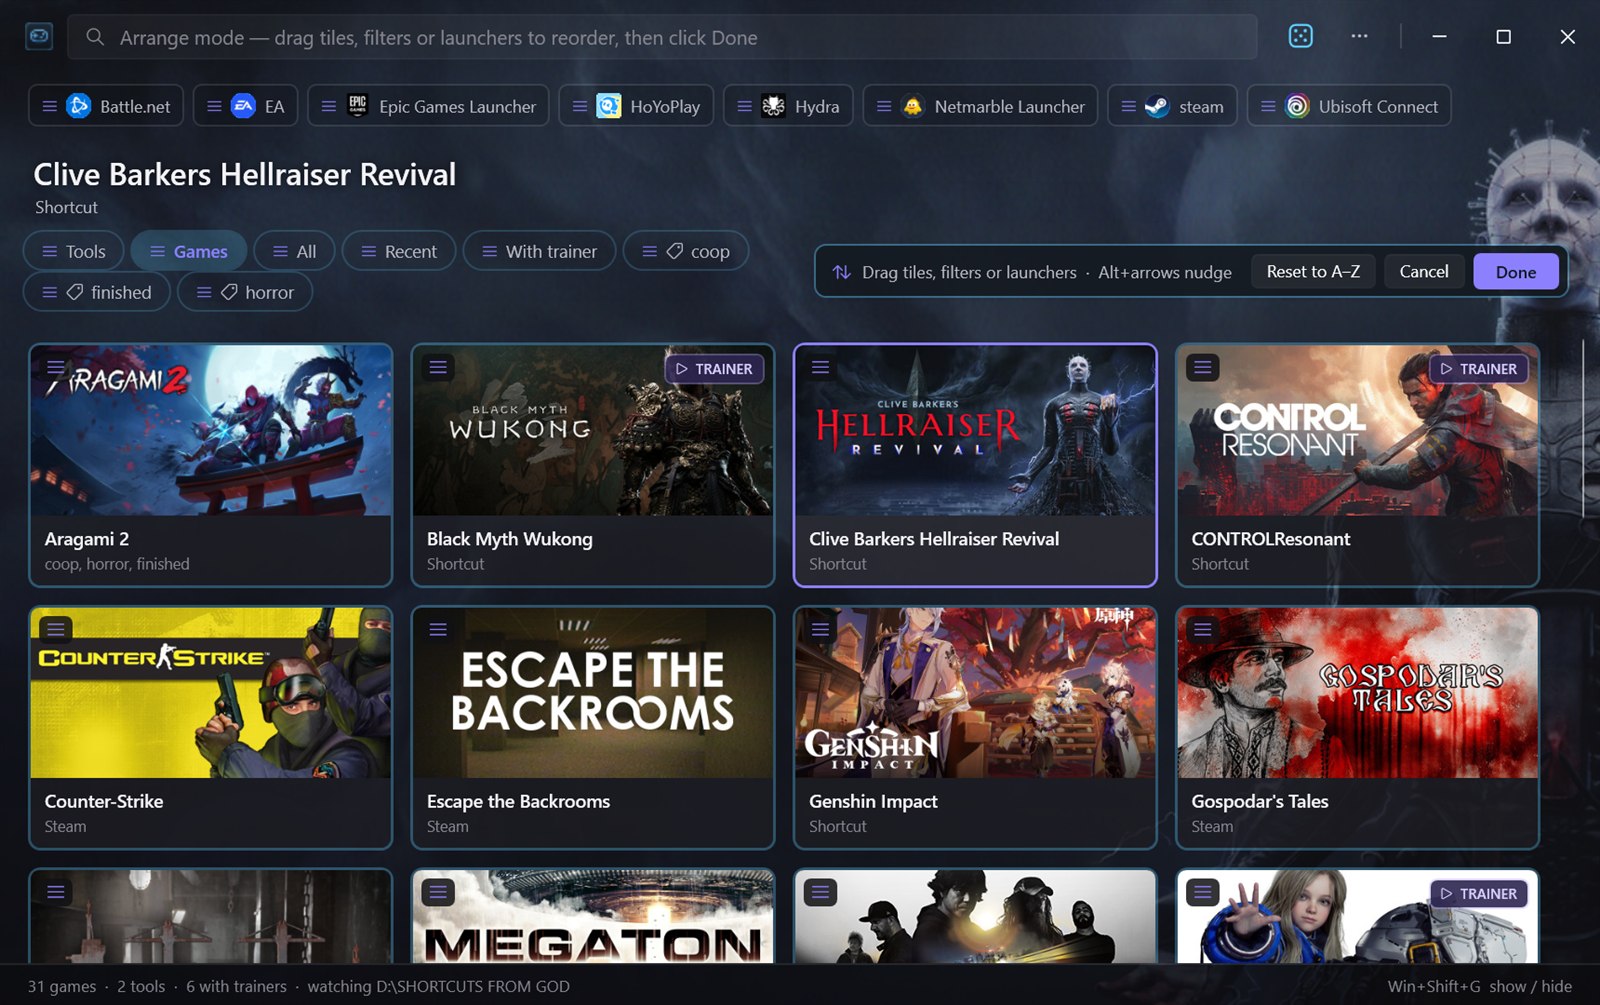 Arrange mode — drag tiles, filters or launchers to reorder, then click Done
Battle.net
EA
EPIC GAMES
Epic Games Launcher
HoYoPlay
Hydra
Netmarble Launcher
steam
Ubisoft Connect
Clive Barkers Hellraiser Revival
Shortcut
Tools
Games
All
Recent
With trainer
coop
finished
horror
Drag tiles, filters or launchers · Alt+arrows nudge
Reset to A–Z
Cancel
Done
ARAGAMI 2
BLACK MYTH
WUKONG
TRAINER
CLIVE BARKER'S
HELLRAISER
REVIVAL
CONTROL
RESONANT
TRAINER
Aragami 2
coop, horror, finished
Black Myth Wukong
Shortcut
Clive Barkers Hellraiser Revival
Shortcut
CONTROLResonant
Shortcut
COUNTER STRIKE
ESCAPE THE
BACKROOMS
原神
GENSHIN
IMPACT
GOSPODAR'S
TALES
Counter-Strike
Steam
Escape the Backrooms
Steam
Genshin Impact
Shortcut
Gospodar's Tales
Steam
MEGATON
TRAINER
31 games · 2 tools · 6 with trainers · watching D:\SHORTCUTS FROM GOD
Win+Shift+G show / hide